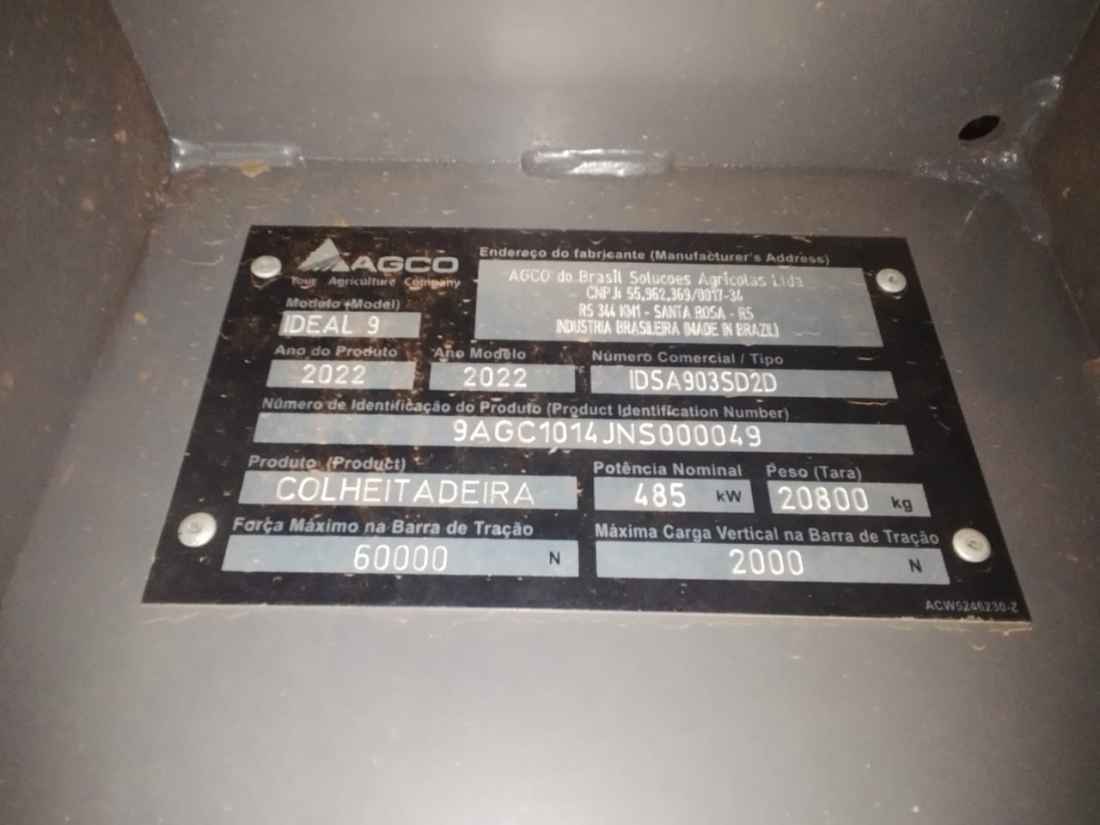 AGCO
Your Agriculture Company
Endereço do fabricante (Manufacturer's Address)
AGCO do Brasil Solucoes Agricolas Ltda
CNPJ: 55.962.369/0017-34
RS 344 KM1 - SANTA ROSA - RS
INDUSTRIA BRASILEIRA (MADE IN BRAZIL)
Modelo (Model)
IDEAL 9
Ano do Produto Ano Modelo Número Comercial / Tipo
2022 2022 IDSA903SD2D
Número de Identificação do Produto (Product Identification Number)
9AGC1014JNS000049
Produto (Product) Potência Nominal Peso (Tara)
COLHEITADEIRA 485 kW 20800 kg
Força Máximo na Barra de Tração Máxima Carga Vertical na Barra de Tração
60000 N 2000 N
ACW5246230-Z